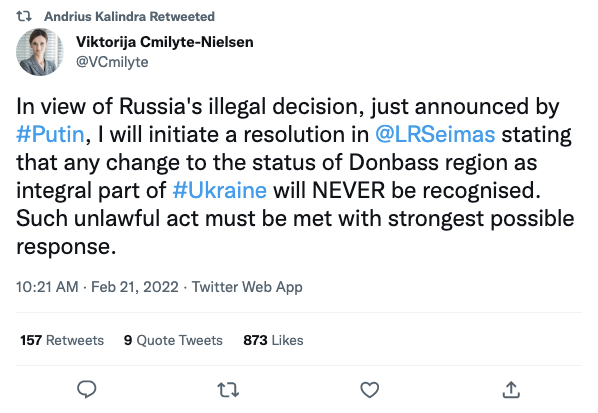 Andrius Kalindra Retweeted
Viktorija Cmilyte-Nielsen
@VCmilyte
In view of Russia's illegal decision, just announced by
#Putin, I will initiate a resolution in @LRSeimas stating
that any change to the status of Donbass region as
integral part of #Ukraine will NEVER be recognised.
Such unlawful act must be met with strongest possible
response.
10:21 AM · Feb 21, 2022 · Twitter Web App
157 Retweets 9 Quote Tweets 873 Likes